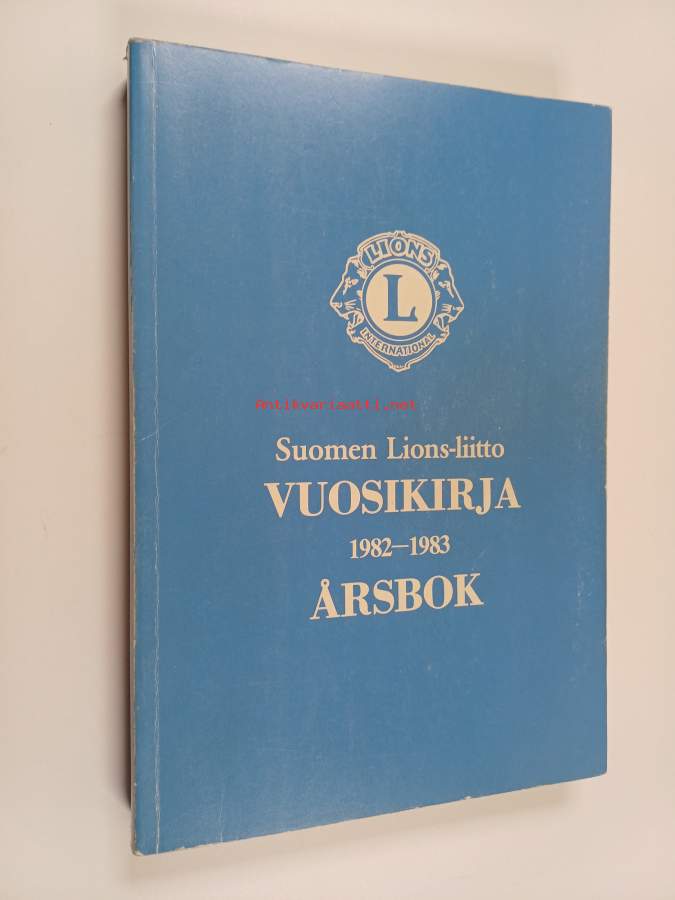 LIONS
L
INTERNATIONAL
Antikvariaatti.net
Suomen Lions-liitto
VUOSIKIRJA
1982–1983
ÅRSBOK